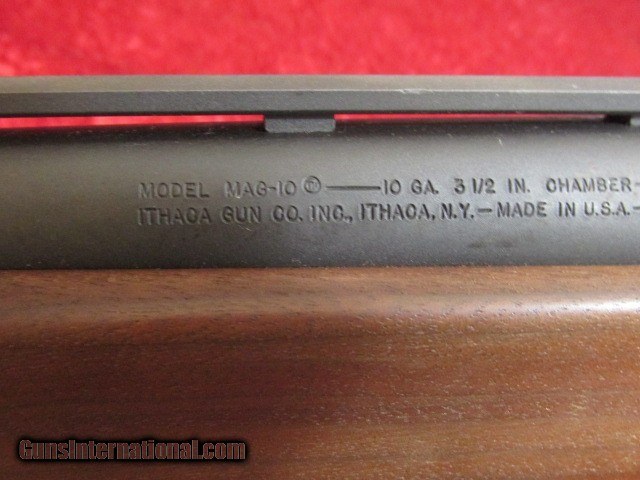 MODEL MAG-10 Ⓣ——10 GA. 3 1/2 IN. CHAMBER-
ITHACA GUN CO. INC., ITHACA, N.Y.-MADE IN U.S.A.-
GunsInternational.com